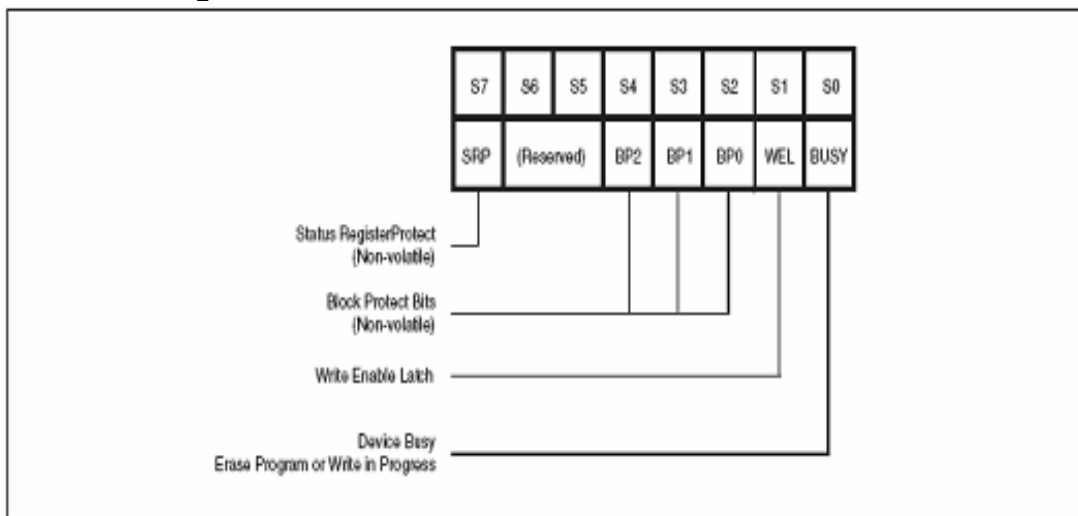 S7 S6 S5 S4 S3 S2 S1 S0
SRP (Reserved) BP2 BP1 BP0 WEL BUSY
Status RegisterProtect
(Non-volatile)
Block Protect Bits
(Non-volatile)
Write Enable Latch
Device Busy
Erase Program or Write in Progress